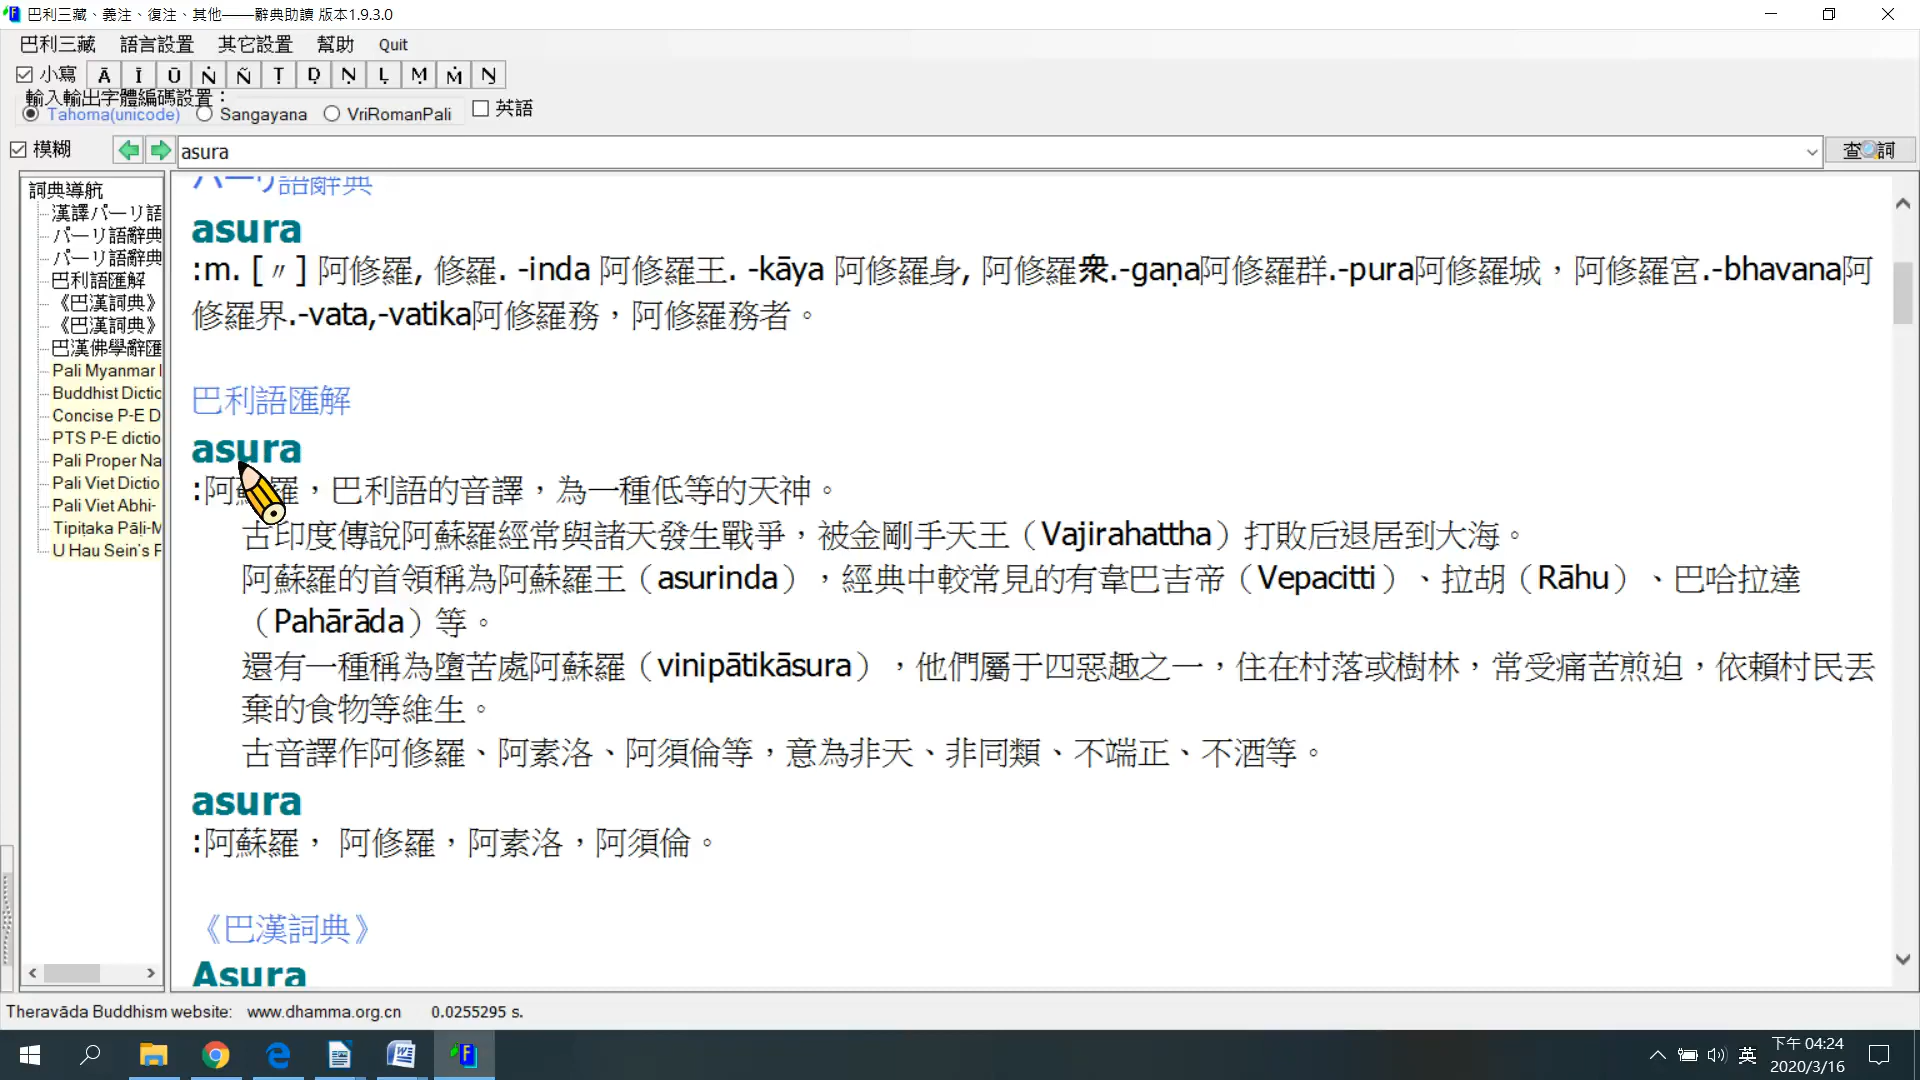 巴利三藏、義注、復注、其他——辭典助讀 版本1.9.3.0
巴利三藏 語言設置 其它設置 幫助 Quit
小寫 Ā Ī Ū Ṅ Ñ Ṭ Ḍ Ṇ Ḷ Ṃ Ṁ Ŋ
輸入輸出字體編碼設置：
Tahoma(unicode) Sangayana VriRomanPali 英語
模糊 asura 查詞
詞典導航
漢譯パーリ語
パーリ語辭典
パーリ語辭典
巴利語匯解
《巴漢詞典》
《巴漢詞典》
巴漢佛學辭匯
Pali Myanmar
Buddhist Dictio
Concise P-E D
PTS P-E dictio
Pali Proper Na
Pali Viet Dictio
Pali Viet Abhi-
Tipiṭaka Pāḷi-M
U Hau Sein's F
パーリ語辭典
asura
:m. [〃] 阿修羅, 修羅. -inda 阿修羅王. -kāya 阿修羅身, 阿修羅衆.-gaṇa阿修羅群.-pura阿修羅城，阿修羅宮.-bhavana阿
修羅界.-vata,-vatika阿修羅務，阿修羅務者。
巴利語匯解
asura
:阿蘇羅，巴利語的音譯，為一種低等的天神。
古印度傳說阿蘇羅經常與諸天發生戰爭，被金剛手天王（Vajirahattha）打敗后退居到大海。
阿蘇羅的首領稱為阿蘇羅王（asurinda），經典中較常見的有韋巴吉帝（Vepacitti）、拉胡（Rāhu）、巴哈拉達
（Pahārāda）等。
還有一種稱為墮苦處阿蘇羅（vinipātikāsura），他們屬于四惡趣之一，住在村落或樹林，常受痛苦煎迫，依賴村民丟
棄的食物等維生。
古音譯作阿修羅、阿素洛、阿須倫等，意為非天、非同類、不端正、不酒等。
asura
:阿蘇羅， 阿修羅，阿素洛，阿須倫。
《巴漢詞典》
Asura
Theravāda Buddhism website: www.dhamma.org.cn 0.0255295 s.
英 下午 04:24
2020/3/16